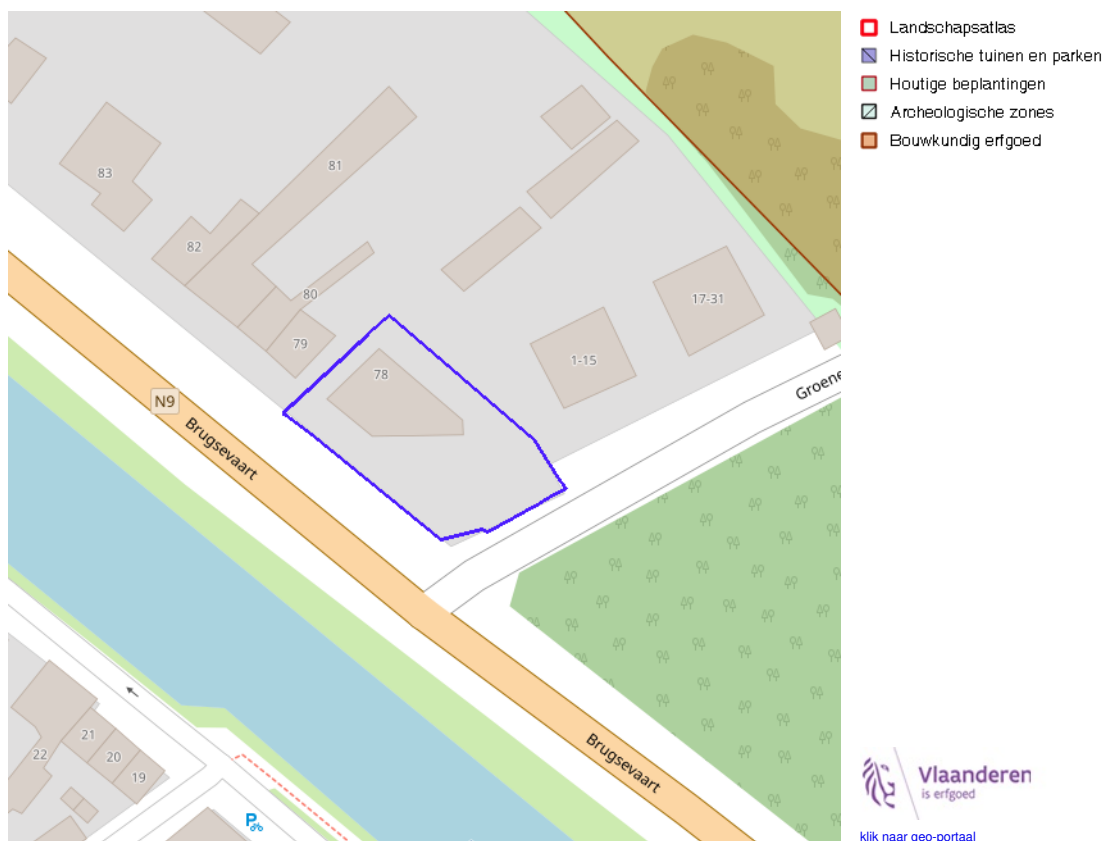 Landschapsatlas
Historische tuinen en parken
Houtige beplantingen
Archeologische zones
Bouwkundig erfgoed
83
81
82
80
79
78
17-31
1-15
Groene
N9
Brugsevaart
Brugsevaart
22
21
20
19
P
Vlaanderen
is erfgoed
klik naar geo-portaal